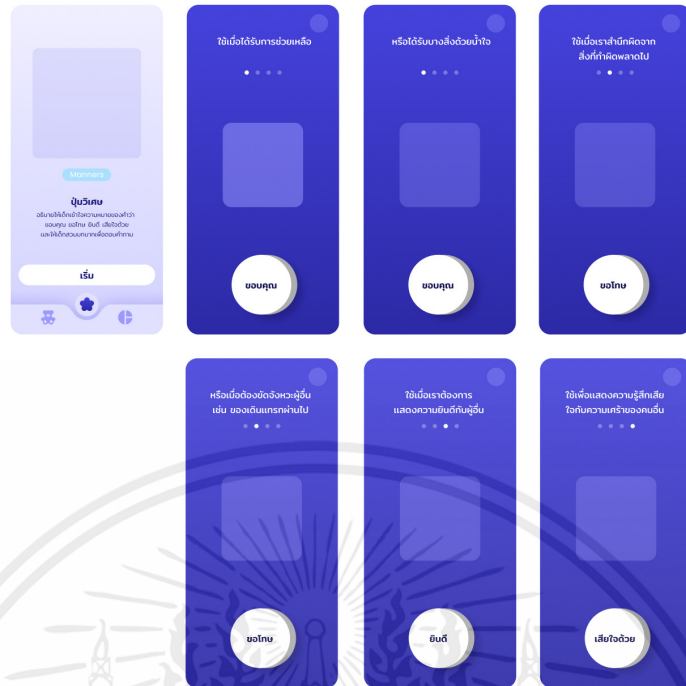 Manners
ปุ่มวิเศษ
อธิบายให้เด็กเข้าใจความหมายของคำว่า
ขอบคุณ ขอโทษ ยินดี เสียใจด้วย
และให้เด็กสวมบทบาทเพื่อตอบคำถาม
เริ่ม
ใช้เมื่อได้รับการช่วยเหลือ
ขอบคุณ
หรือได้รับบางสิ่งด้วยน้ำใจ
ขอบคุณ
ใช้เมื่อเราสำนึกผิดจาก
สิ่งที่ทำผิดพลาดไป
ขอโทษ
หรือเมื่อต้องขัดจังหวะผู้อื่น
เช่น ของเดินแทรกผ่านไป
ขอโทษ
ใช้เมื่อเราต้องการ
แสดงความยินดีกับผู้อื่น
ยินดี
ใช้เพื่อแสดงความรู้สึกเสีย
ใจกับความเศร้าของคนอื่น
เสียใจด้วย